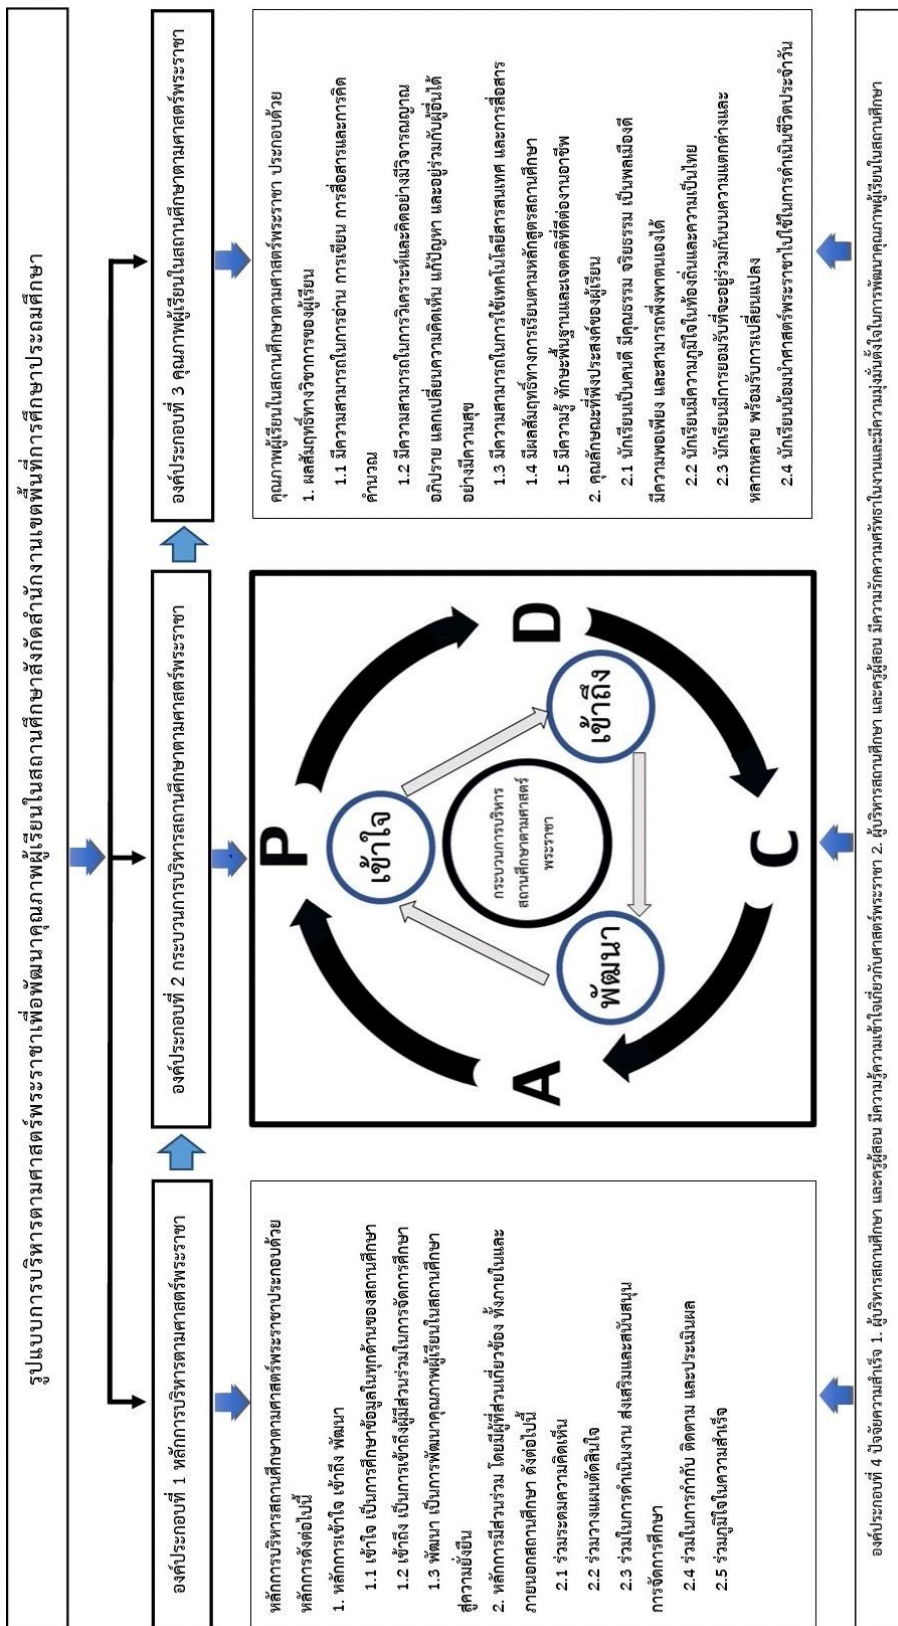 รูปแบบการบริหารตามศาสตร์พระราชาเพื่อพัฒนาคุณภาพผู้เรียนในสถานศึกษาสังกัดสำนักงานเขตพื้นที่การศึกษาประถมศึกษา
องค์ประกอบที่ 1 หลักการบริหารตามศาสตร์พระราชา
หลักการบริหารสถานศึกษาตามศาสตร์พระราชาประกอบด้วย
หลักการดังต่อไปนี้
1. หลักการเข้าใจ เข้าถึง พัฒนา
1.1 เข้าใจ เป็นการศึกษาข้อมูลในทุกด้านของสถานศึกษา
1.2 เข้าถึง เป็นการเข้าถึงผู้มีส่วนร่วมในการจัดการศึกษา
1.3 พัฒนา เป็นการพัฒนาคุณภาพผู้เรียนในสถานศึกษา
สู่ความยั่งยืน
2. หลักการมีส่วนร่วม โดยมีผู้ที่ส่วนเกี่ยวข้อง ทั้งภายในและ
ภายนอกสถานศึกษา ดังต่อไปนี้
2.1 ร่วมระดมความคิดเห็น
2.2 ร่วมวางแผนตัดสินใจ
2.3 ร่วมในการดำเนินงาน ส่งเสริมและสนับสนุน
การจัดการศึกษา
2.4 ร่วมในการกำกับ ติดตาม และประเมินผล
2.5 ร่วมภูมิใจในความสำเร็จ
องค์ประกอบที่ 2 กระบวนการบริหารสถานศึกษาตามศาสตร์พระราชา
P
D
C
A
เข้าใจ
เข้าถึง
พัฒนา
กระบวนการบริหาร
สถานศึกษาตามศาสตร์
พระราชา
องค์ประกอบที่ 3 คุณภาพผู้เรียนในสถานศึกษาตามศาสตร์พระราชา
คุณภาพผู้เรียนในสถานศึกษาตามศาสตร์พระราชา ประกอบด้วย
1. ผลสัมฤทธิ์ทางวิชาการของผู้เรียน
1.1 มีความสามารถในการอ่าน การเขียน การสื่อสารและการคิด
คำนวณ
1.2 มีความสามารถในการวิเคราะห์และคิดอย่างมีวิจารณญาณ
อภิปราย แลกเปลี่ยนความคิดเห็น แก้ปัญหา และอยู่ร่วมกับผู้อื่นได้
อย่างมีความสุข
1.3 มีความสามารถในการใช้เทคโนโลยีสารสนเทศ และการสื่อสาร
1.4 มีผลสัมฤทธิ์ทางการเรียนตามหลักสูตรสถานศึกษา
1.5 มีความรู้ ทักษะพื้นฐานและเจตคติที่ดีต่องานอาชีพ
2. คุณลักษณะที่พึงประสงค์ของผู้เรียน
2.1 นักเรียนเป็นคนดี มีคุณธรรม จริยธรรม เป็นพลเมืองดี
มีความพอเพียง และสามารถพึ่งพาตนเองได้
2.2 นักเรียนมีความภูมิใจในท้องถิ่นและความเป็นไทย
2.3 นักเรียนมีการยอมรับที่จะอยู่ร่วมกันบนความแตกต่างและ
หลากหลาย พร้อมรับการเปลี่ยนแปลง
2.4 นักเรียนน้อมนำศาสตร์พระราชาไปใช้ในการดำเนินชีวิตประจำวัน
องค์ประกอบที่ 4 ปัจจัยความสำเร็จ 1. ผู้บริหารสถานศึกษา และครูผู้สอน มีความรู้ความเข้าใจเกี่ยวกับศาสตร์พระราชา 2. ผู้บริหารสถานศึกษา และครูผู้สอน มีความรักความศรัทธาในงานและมีความมุ่งมั่นตั้งใจในการพัฒนาคุณภาพผู้เรียนในสถานศึกษา